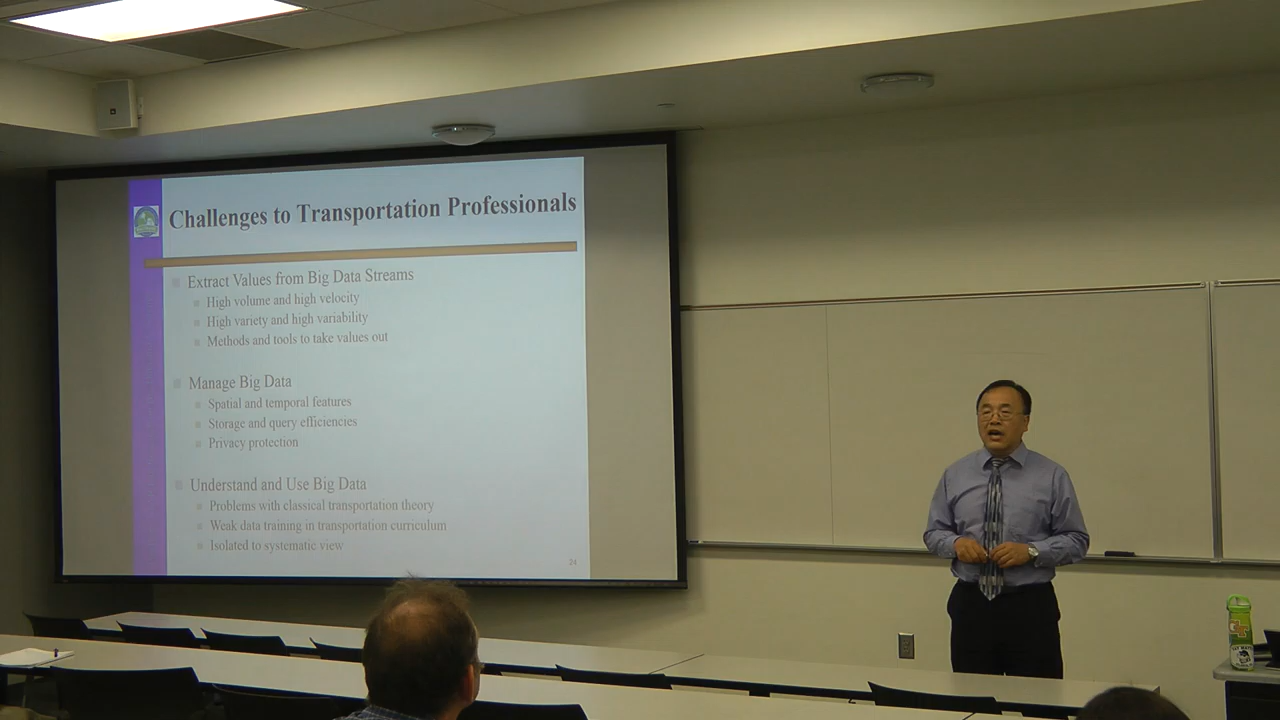 Challenges to Transportation Professionals
Extract Values from Big Data Streams
High volume and high velocity
High variety and high variability
Methods and tools to take values out
Manage Big Data
Spatial and temporal features
Storage and query efficiencies
Privacy protection
Understand and Use Big Data
Problems with classical transportation theory
Weak data training in transportation curriculum
Isolated to systematic view
24